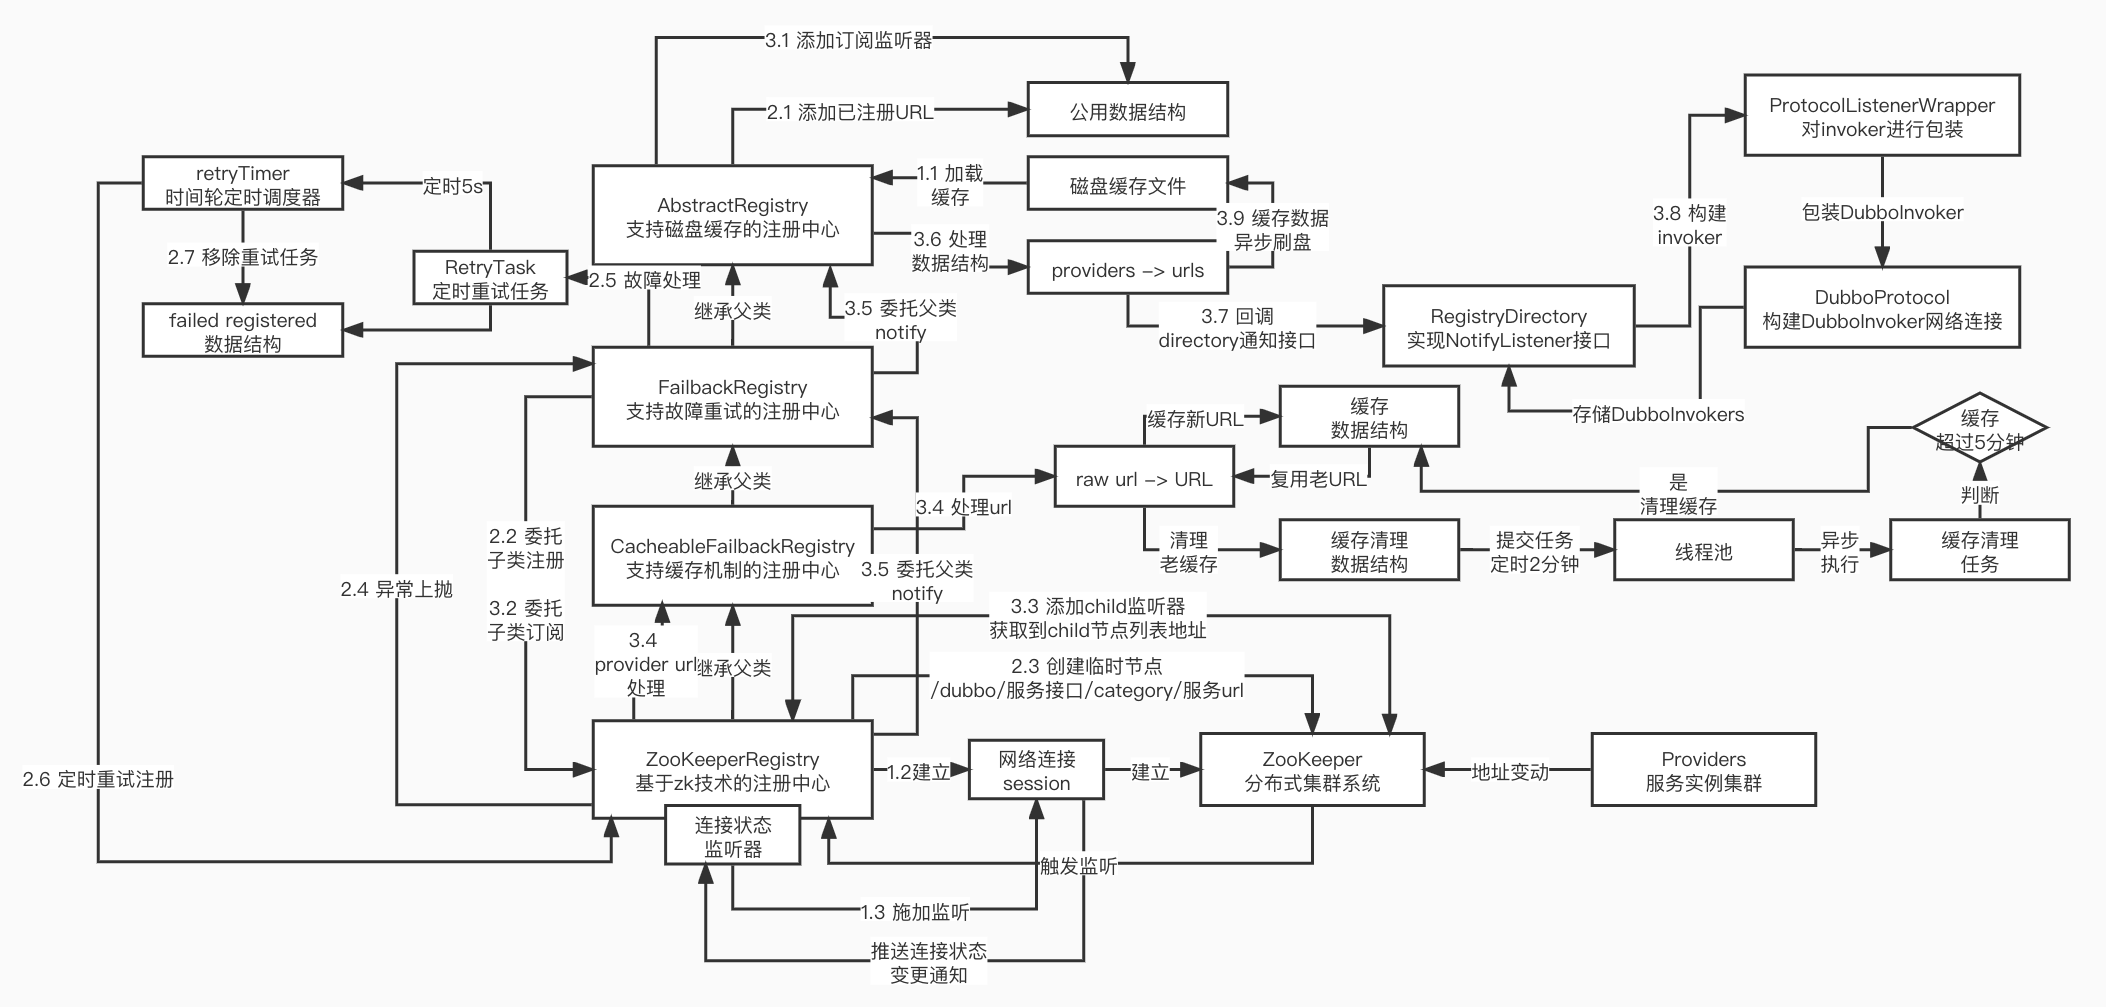 3.1 添加订阅监听器
2.1 添加已注册URL
公用数据结构
ProtocolListenerWrapper
对invoker进行包装
retryTimer
时间轮定时调度器
定时5s
AbstractRegistry
支持磁盘缓存的注册中心
1.1 加载
缓存
磁盘缓存文件
3.9 缓存数据
异步刷盘
3.8 构建
invoker
包装DubboInvoker
2.7 移除重试任务
RetryTask
定时重试任务
2.5 故障处理
3.6 处理
数据结构
providers -> urls
failed registered
数据结构
继承父类
3.5 委托父类
notify
3.7 回调
directory通知接口
RegistryDirectory
实现NotifyListener接口
DubboProtocol
构建DubboInvoker网络连接
FailbackRegistry
支持故障重试的注册中心
缓存新URL
缓存
数据结构
存储DubboInvokers
缓存
超过5分钟
继承父类
raw url -> URL
复用老URL
是
清理缓存
判断
3.4 处理url
2.2 委托
子类注册
CacheableFailbackRegistry
支持缓存机制的注册中心
3.5 委托父类
notify
清理
老缓存
缓存清理
数据结构
提交任务
定时2分钟
线程池
异步
执行
缓存清理
任务
2.4 异常上抛
3.2 委托
子类订阅
3.3 添加child监听器
获取到child节点列表地址
3.4
provider url
处理
继承父类
2.3 创建临时节点
/dubbo/服务接口/category/服务url
2.6 定时重试注册
ZooKeeperRegistry
基于zk技术的注册中心
1.2建立
网络连接
session
建立
ZooKeeper
分布式集群系统
地址变动
Providers
服务实例集群
连接状态
监听器
触发监听
1.3 施加监听
推送连接状态
变更通知